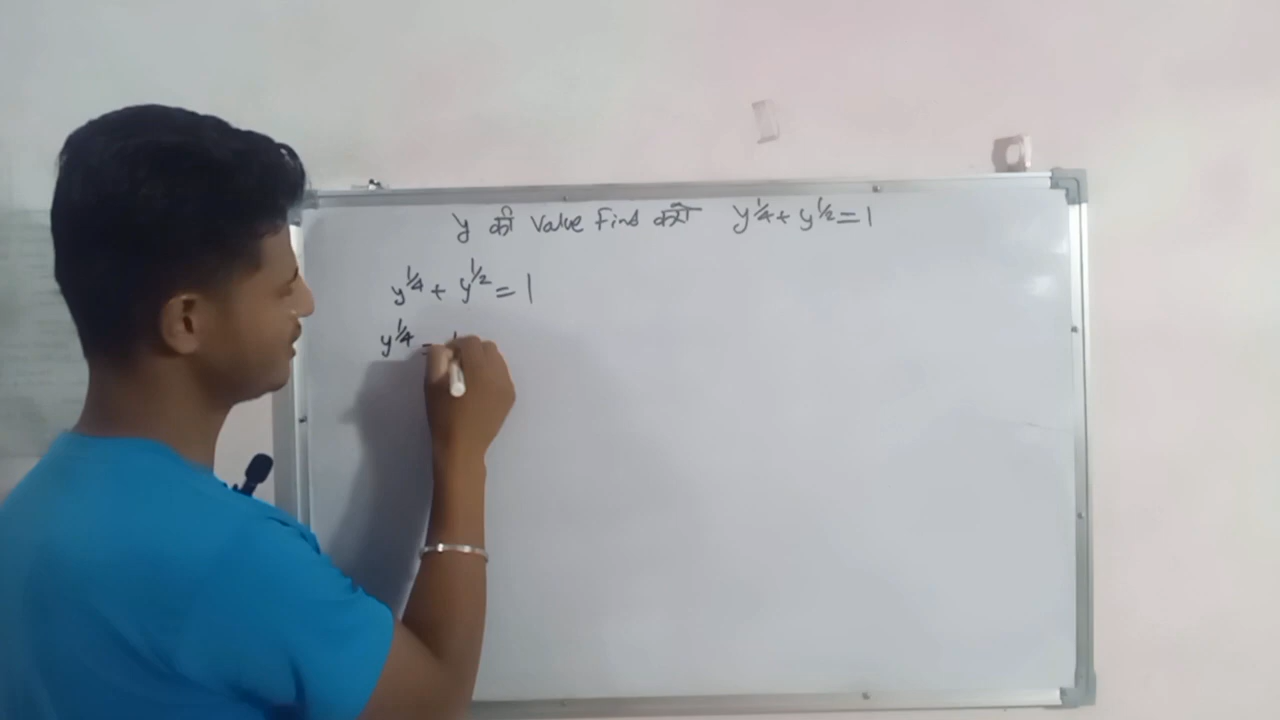 y की Value Find करो y^1/4 + y^1/2 = 1
y^1/4 + y^1/2 = 1
y^1/4 =